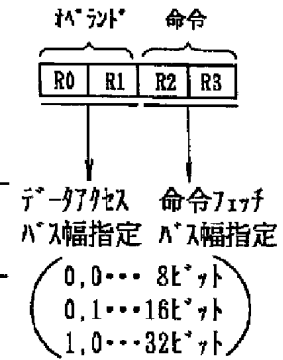 ｵﾍﾟﾗﾝﾄﾞ 命令
R0 R1 R2 R3
ﾃﾞｰﾀｱｸｾｽ 命令ﾌｪｯﾁ
ﾊﾞｽ幅指定 ﾊﾞｽ幅指定
0,0･･･ 8ﾋﾞｯﾄ
0,1･･･16ﾋﾞｯﾄ
1,0･･･32ﾋﾞｯﾄ